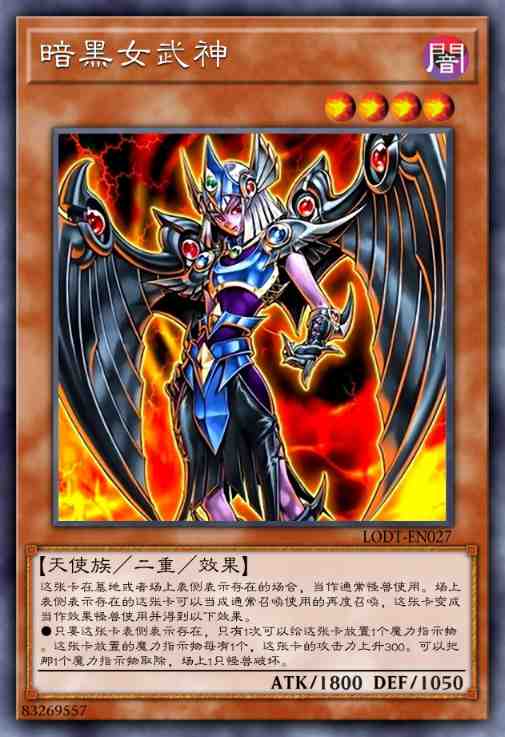 暗黑女武神
闇
LODT-EN027
【天使族／二重／效果】
这张卡在墓地或者场上表侧表示存在的场合，当作通常怪兽使用。场上
表侧表示存在的这张卡可以当成通常召唤使用的再度召唤，这张卡变成
当作效果怪兽使用并得到以下效果。
●只要这张卡表侧表示存在，只有1次可以给这张卡放置1个魔力指示物
。这张卡放置的魔力指示物每有1个，这张卡的攻击力上升300。可以把
那1个魔力指示物取除，场上1只怪兽破坏。
ATK/1800 DEF/1050
83269557